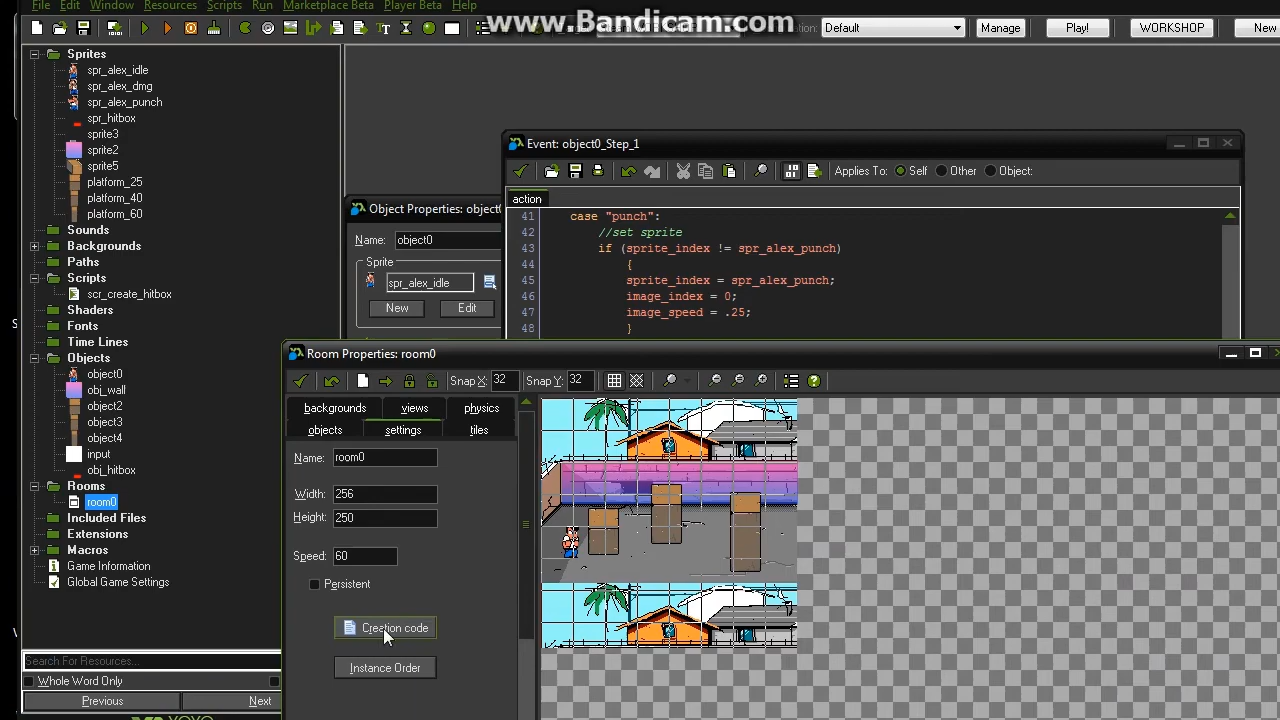 File Edit Window Resources Scripts Run Marketplace Beta Player Beta Help
www.Bandicam.com
Default Manage Play! WORKSHOP New
Sprites
spr_alex_idle
spr_alex_dmg
spr_alex_punch
spr_hitbox
sprite3
sprite2
sprite5
platform_25
platform_40
platform_60
Sounds
Backgrounds
Paths
Scripts
scr_create_hitbox
Shaders
Fonts
Time Lines
Objects
object0
obj_wall
object2
object3
object4
input
obj_hitbox
Rooms
room0
Included Files
Extensions
Macros
Game Information
Global Game Settings
Search For Resources...
Whole Word Only
Previous Next
Object Properties: object0
Name: object0
Sprite
spr_alex_idle
New Edit
Event: object0_Step_1
Applies To: Self Other Object:
action
41 case "punch":
42 //set sprite
43 if (sprite_index != spr_alex_punch)
44 {
45 sprite_index = spr_alex_punch;
46 image_index = 0;
47 image_speed = .25;
48 }
Room Properties: room0
Snap X: 32 Snap Y: 32
backgrounds views physics
objects settings tiles
Name: room0
Width: 256
Height: 250
Speed: 60
Persistent
Creation code
Instance Order